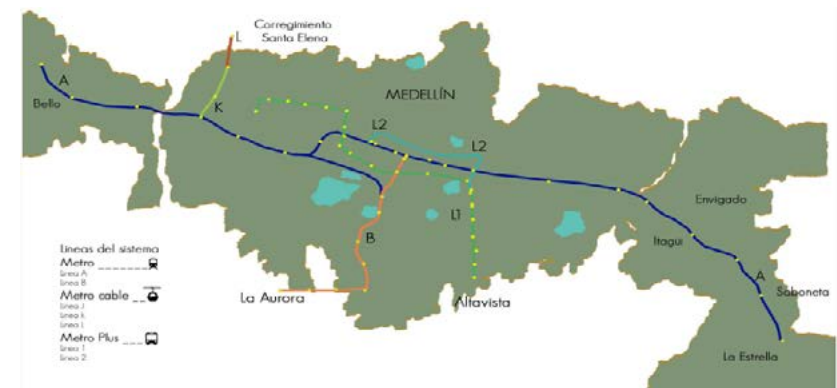 L
Corregimiento
Santa Elena
A
Bello
K
MEDELLÍN
L2
L2
L1
B
Envigado
Itagui
A
Sabaneta
La Aurora
Altavista
La Estrella
Lineas del sistema
Metro
Linea A
Linea B
Metro cable
Linea J
Linea k
Linea L
Metro Plus
Linea 1
Linea 2